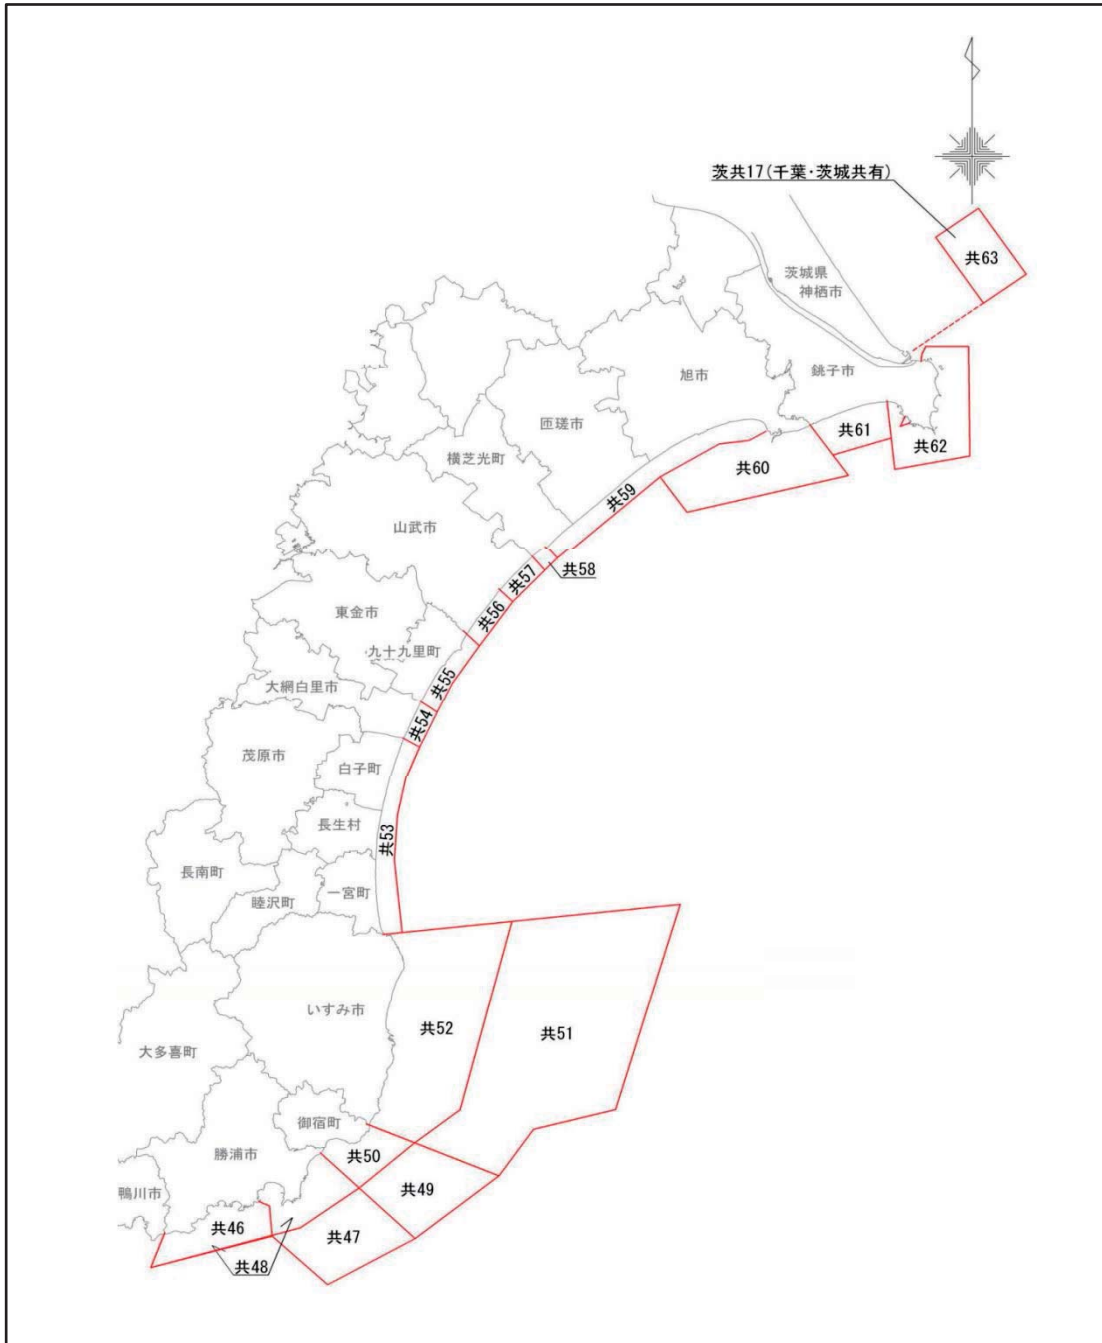 茨共17(千葉・茨城共有)
共63
茨城県
神栖市
旭市
銚子市
匝瑳市
共61
共62
横芝光町
共60
共59
山武市
共58
共57
共56
東金市
九十九里町
共55
大網白里市
共54
茂原市
白子町
長生村
共53
長南町
一宮町
睦沢町
いすみ市
共52
共51
大多喜町
御宿町
勝浦市
共50
共49
鴨川市
共46
共47
共48